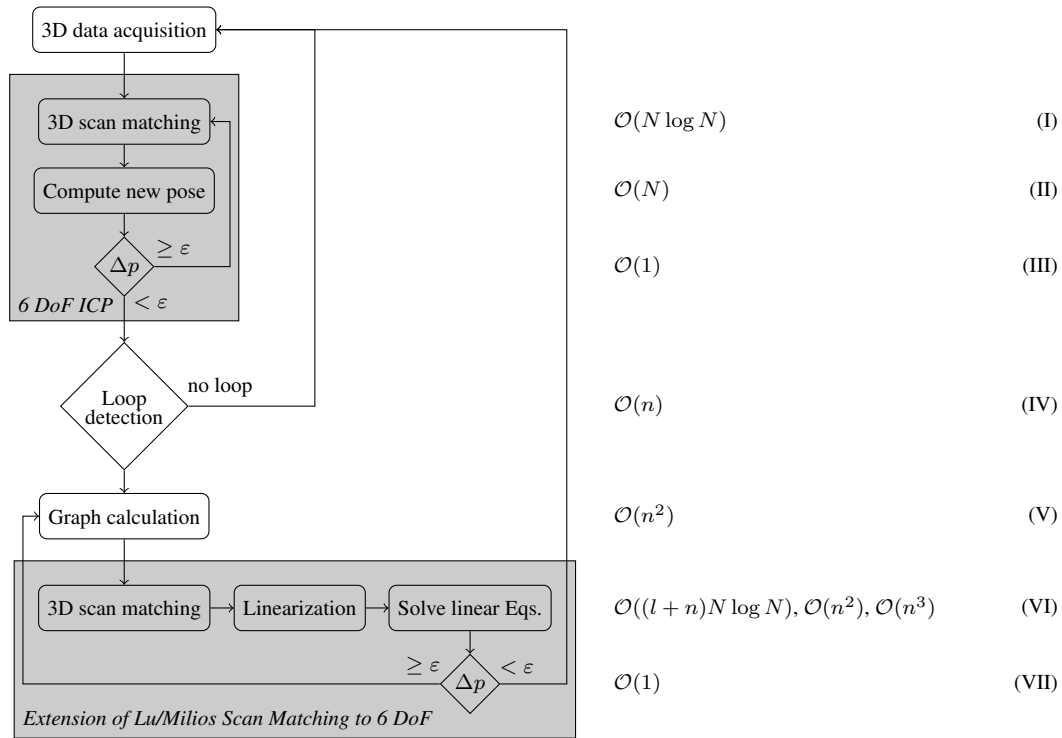 3D data acquisition
3D scan matching
𝒪(N log N)
(I)
Compute new pose
𝒪(N)
(II)
≥ ε
Δp
𝒪(1)
(III)
< ε
6 DoF ICP
no loop
Loop
detection
𝒪(n)
(IV)
Graph calculation
𝒪(n²)
(V)
3D scan matching
Linearization
Solve linear Eqs.
𝒪((l + n)N log N), 𝒪(n²), 𝒪(n³)
(VI)
≥ ε
Δp
< ε
𝒪(1)
(VII)
Extension of Lu/Milios Scan Matching to 6 DoF